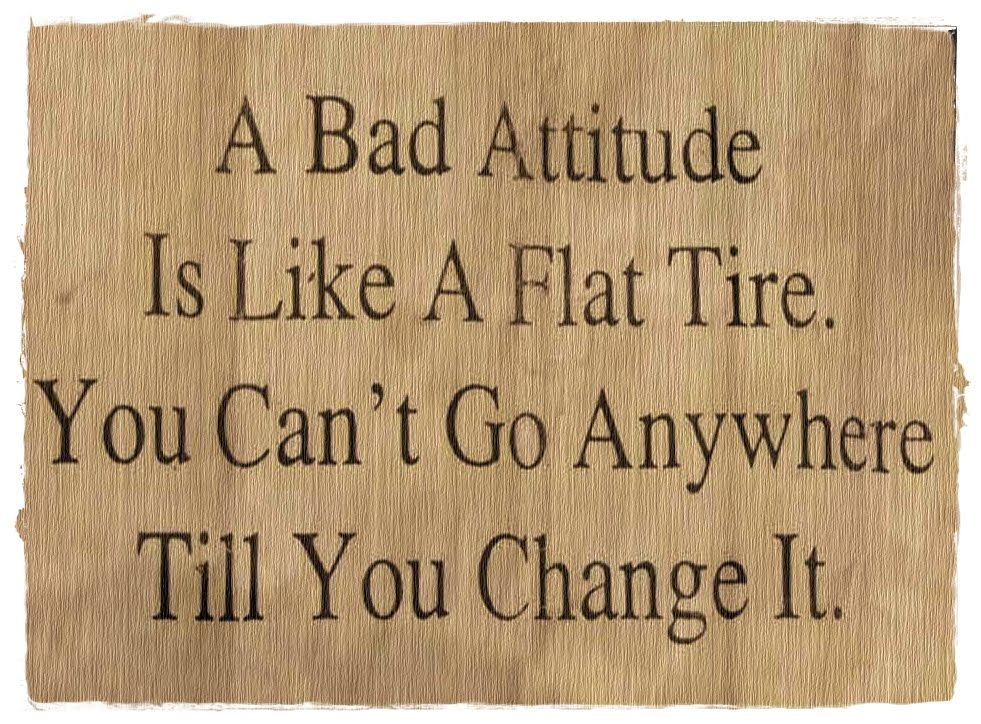 A Bad Attitude
Is Like A Flat Tire.
You Can't Go Anywhere
Till You Change It.